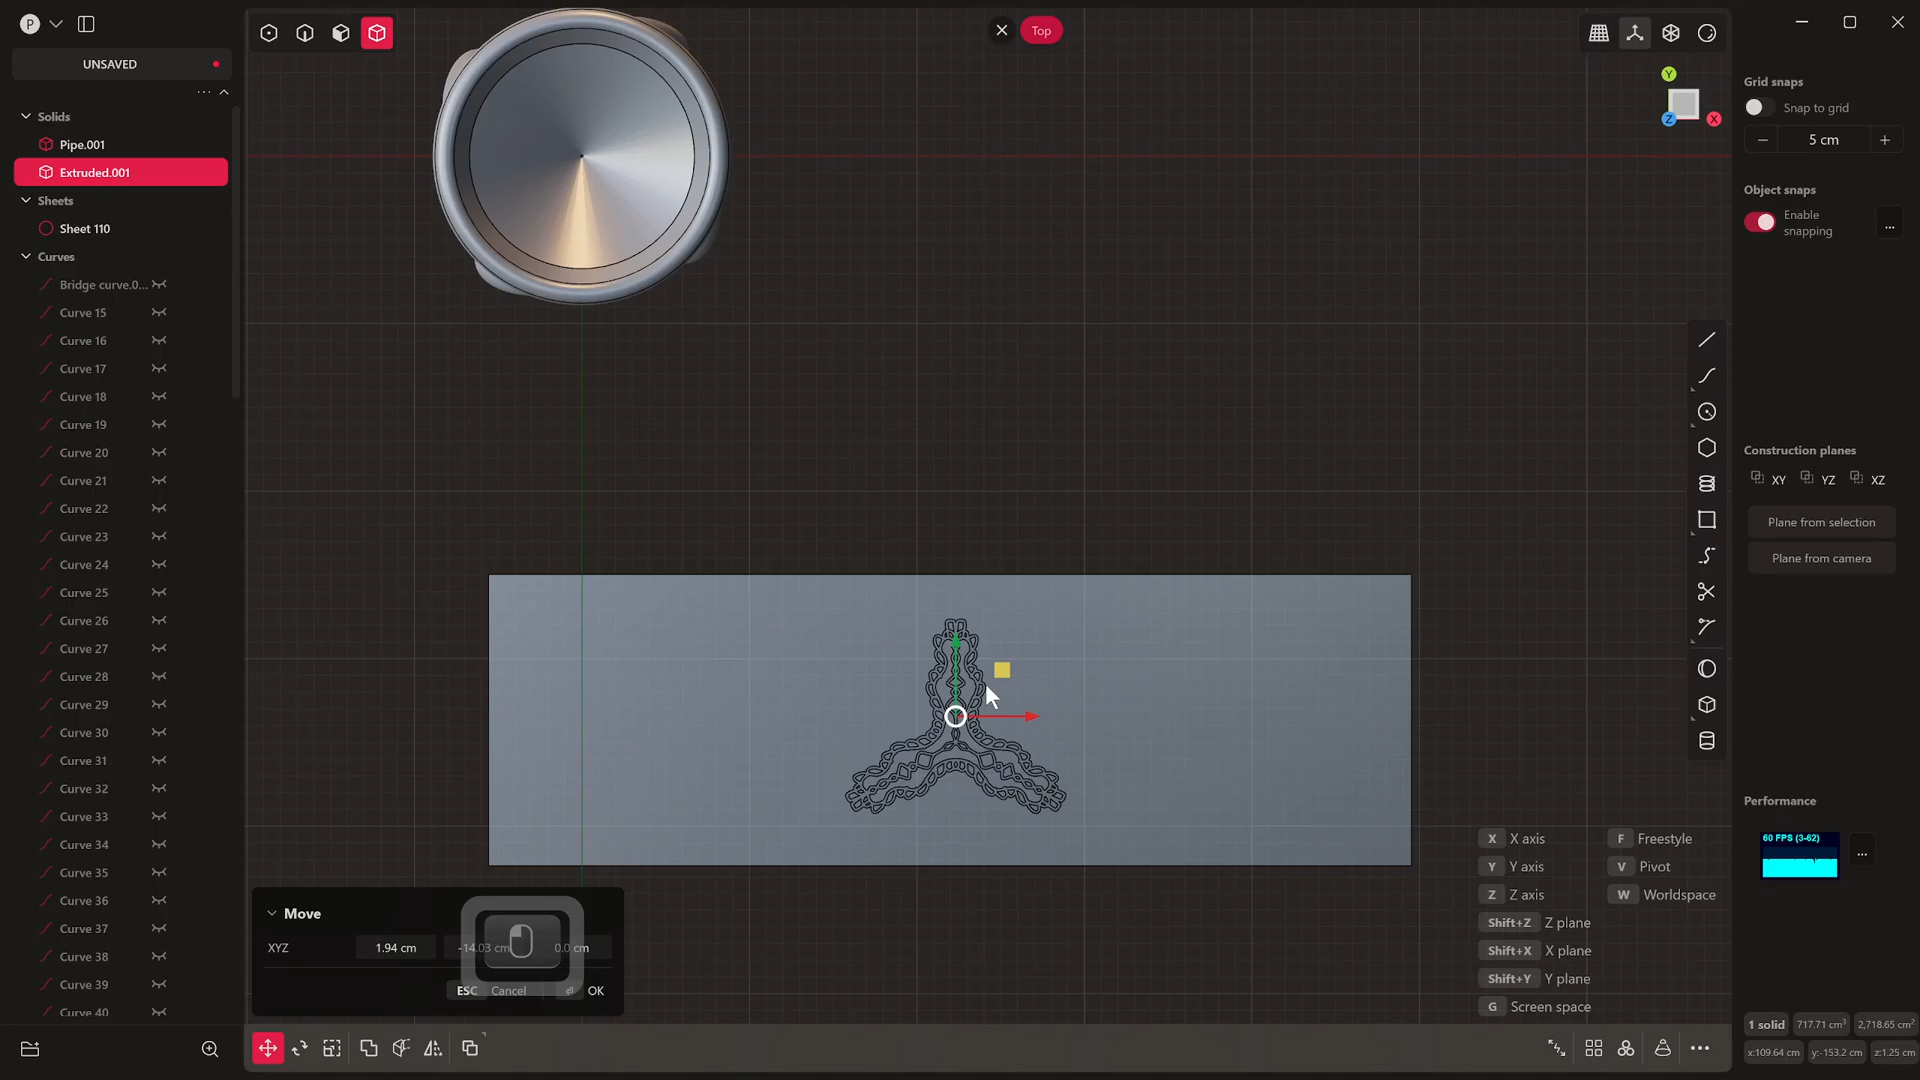 P
UNSAVED
Solids
Pipe.001
Extruded.001
Sheets
Sheet 110
Curves
Bridge curve.0...
Curve 15
Curve 16
Curve 17
Curve 18
Curve 19
Curve 20
Curve 21
Curve 22
Curve 23
Curve 24
Curve 25
Curve 26
Curve 27
Curve 28
Curve 29
Curve 30
Curve 31
Curve 32
Curve 33
Curve 34
Curve 35
Curve 36
Curve 37
Curve 38
Curve 39
Curve 40
Top
Y
Z
X
Grid snaps
Snap to grid
5 cm
Object snaps
Enable
snapping
...
Construction planes
XY YZ XZ
Plane from selection
Plane from camera
Performance
60 FPS (3-62)
...
X X axis F Freestyle
Y Y axis V Pivot
Z Z axis W Worldspace
Shift+Z Z plane
Shift+X X plane
Shift+Y Y plane
G Screen space
Move
XYZ 1.94 cm -14.03 cm 0.0 cm
ESC Cancel OK
1 solid 717.71 cm³ 2,718.65 cm²
x:109.64 cm y:-153.2 cm z:1.25 cm